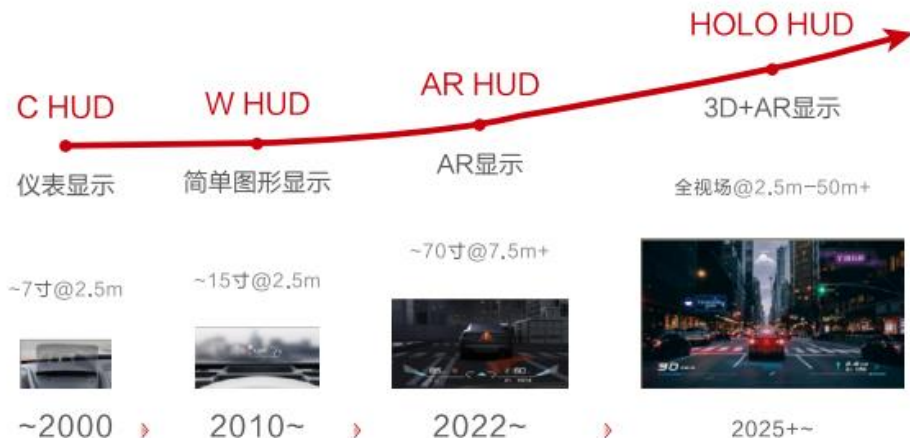 HOLO HUD
AR HUD
W HUD
C HUD
3D+AR显示
AR显示
简单图形显示
仪表显示
全视场@2.5m-50m+
~70寸@7.5m+
~15寸@2.5m
~7寸@2.5m
90
~2000
2010~
2022~
2025+~